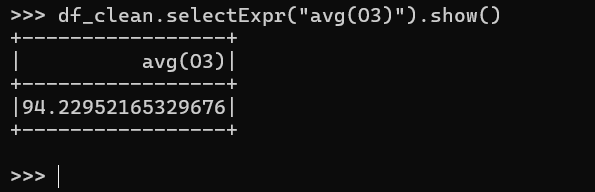 >>> df_clean.selectExpr("avg(O3)").show()
+-----------------+
|          avg(O3)|
+-----------------+
|94.22952165329676|
+-----------------+
>>>